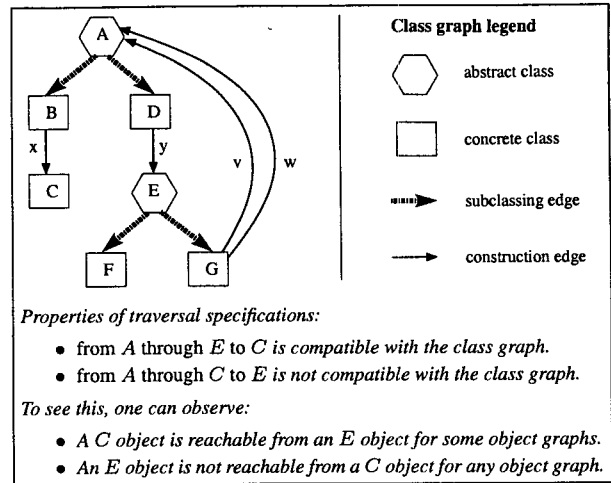 A
B
D
x
y
C
E
v
w
F
G
Class graph legend
abstract class
concrete class
subclassing edge
construction edge
Properties of traversal specifications:
• from A through E to C is compatible with the class graph.
• from A through C to E is not compatible with the class graph.
To see this, one can observe:
• A C object is reachable from an E object for some object graphs.
• An E object is not reachable from a C object for any object graph.